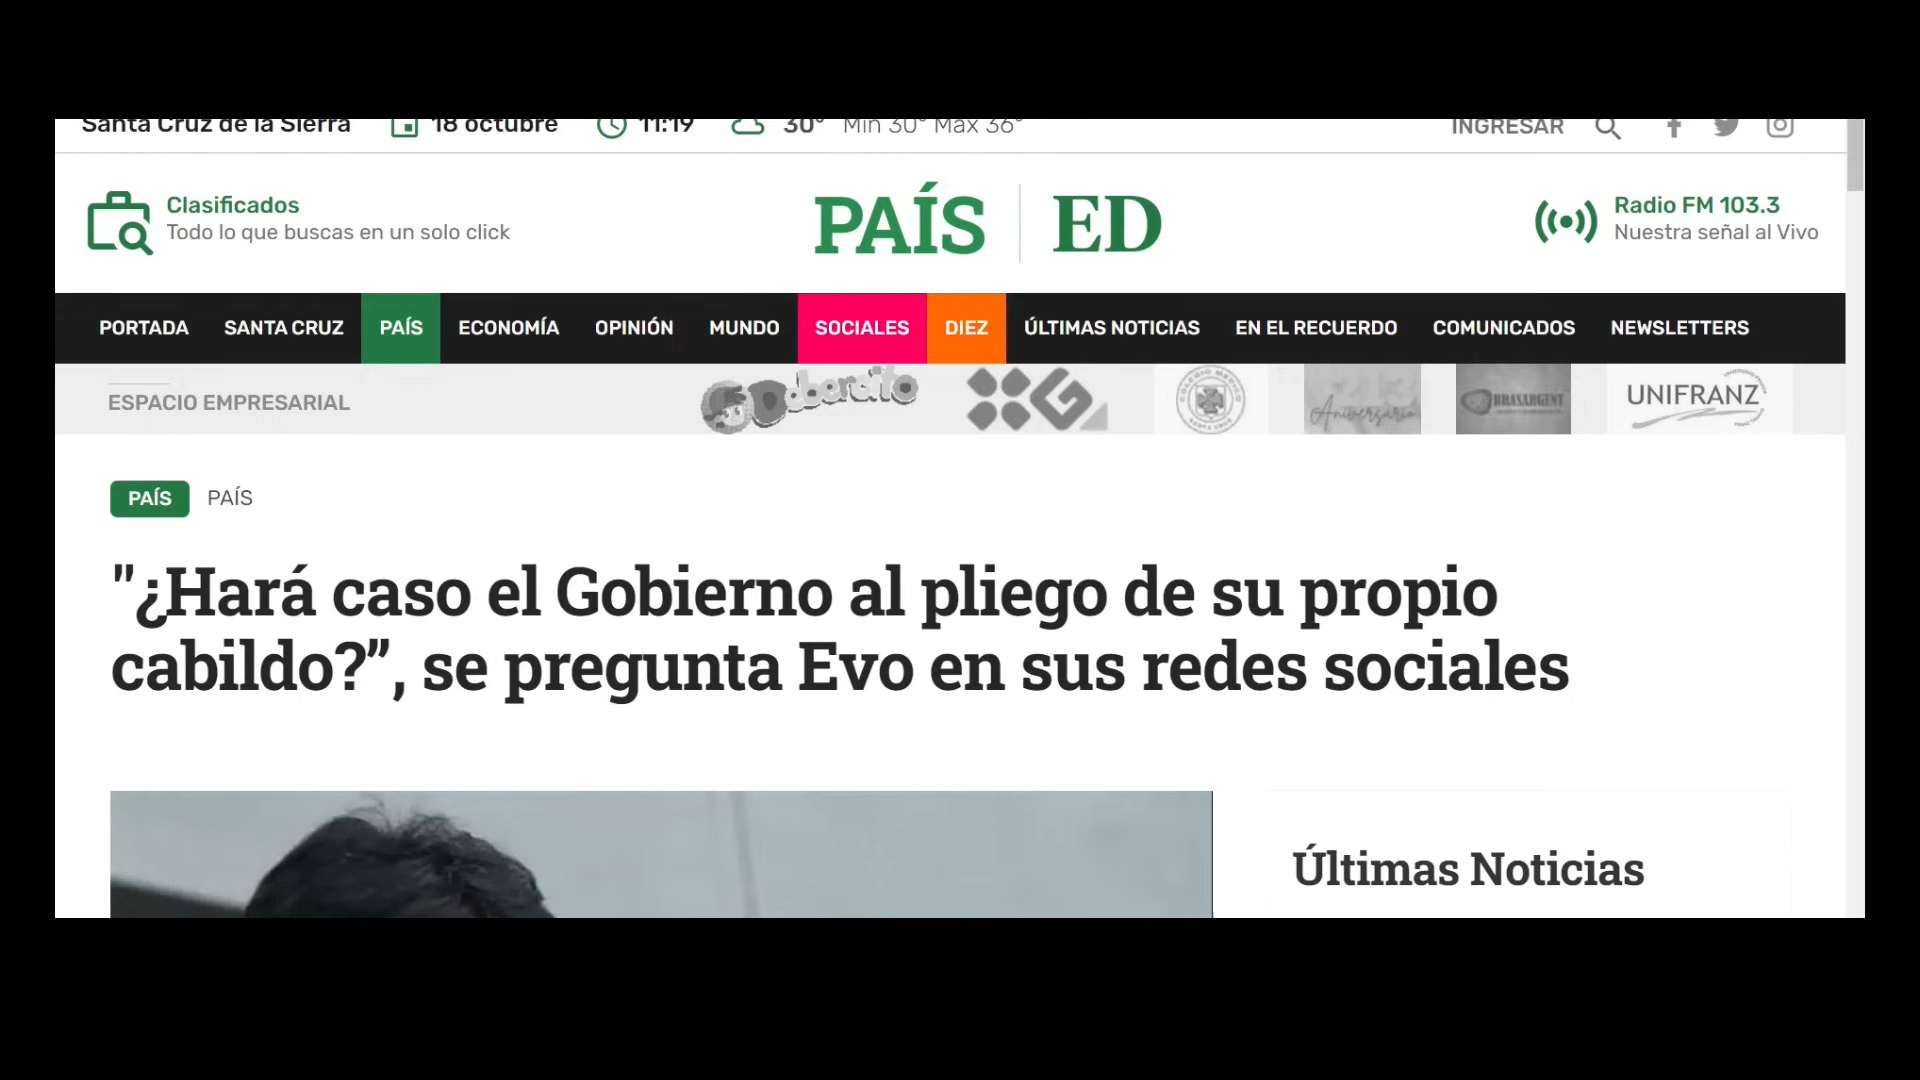 Santa Cruz de la Sierra 18 octubre 11:19 30° Min 30° Max 36° INGRESAR
Clasificados
Todo lo que buscas en un solo click
PAÍS ED
Radio FM 103.3
Nuestra señal al Vivo
PORTADA SANTA CRUZ PAÍS ECONOMÍA OPINIÓN MUNDO SOCIALES DIEZ ÚLTIMAS NOTICIAS EN EL RECUERDO COMUNICADOS NEWSLETTERS
ESPACIO EMPRESARIAL Aniversario BRASARGENT UNIFRANZ
PAÍS PAÍS
"¿Hará caso el Gobierno al pliego de su propio
cabildo?”, se pregunta Evo en sus redes sociales
Últimas Noticias